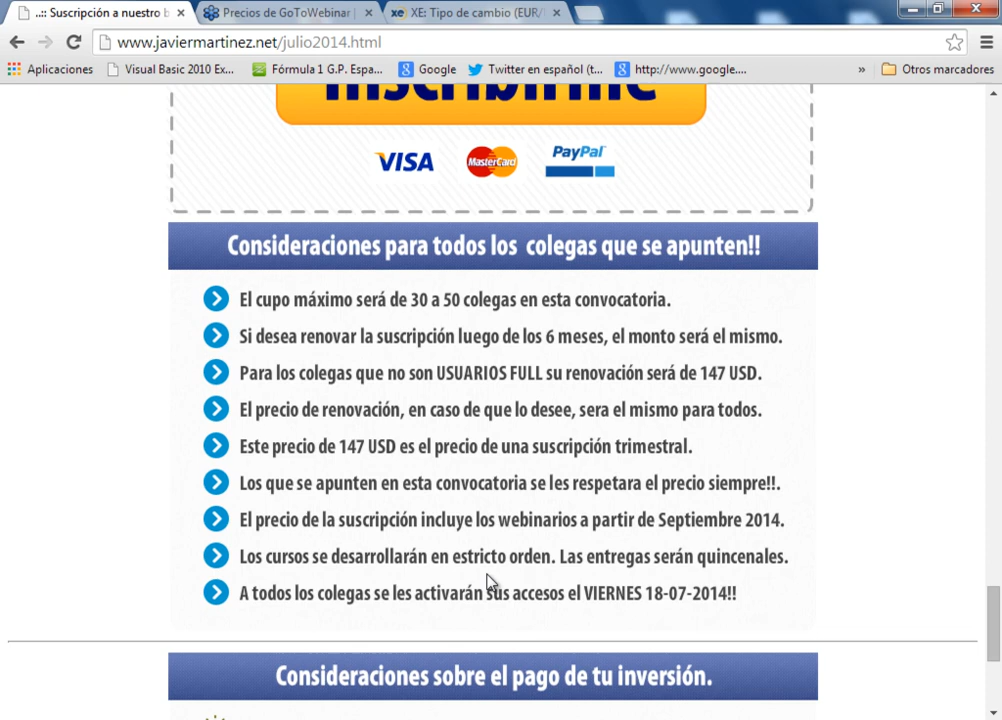 ..:: Suscripción a nuestro b
Precios de GoToWebinar |
XE: Tipo de cambio (EUR/
www.javiermartinez.net/julio2014.html
Aplicaciones
Visual Basic 2010 Ex...
Fórmula 1 G.P. Espa...
Google
Twitter en español (t...
http://www.google....
»
Otros marcadores
Inscribirme
VISA
MasterCard
PayPal
Consideraciones para todos los colegas que se apunten!!
El cupo máximo será de 30 a 50 colegas en esta convocatoria.
Si desea renovar la suscripción luego de los 6 meses, el monto será el mismo.
Para los colegas que no son USUARIOS FULL su renovación será de 147 USD.
El precio de renovación, en caso de que lo desee, sera el mismo para todos.
Este precio de 147 USD es el precio de una suscripción trimestral.
Los que se apunten en esta convocatoria se les respetara el precio siempre!!.
El precio de la suscripción incluye los webinarios a partir de Septiembre 2014.
Los cursos se desarrollarán en estricto orden. Las entregas serán quincenales.
A todos los colegas se les activarán sus accesos el VIERNES 18-07-2014!!
Consideraciones sobre el pago de tu inversión.